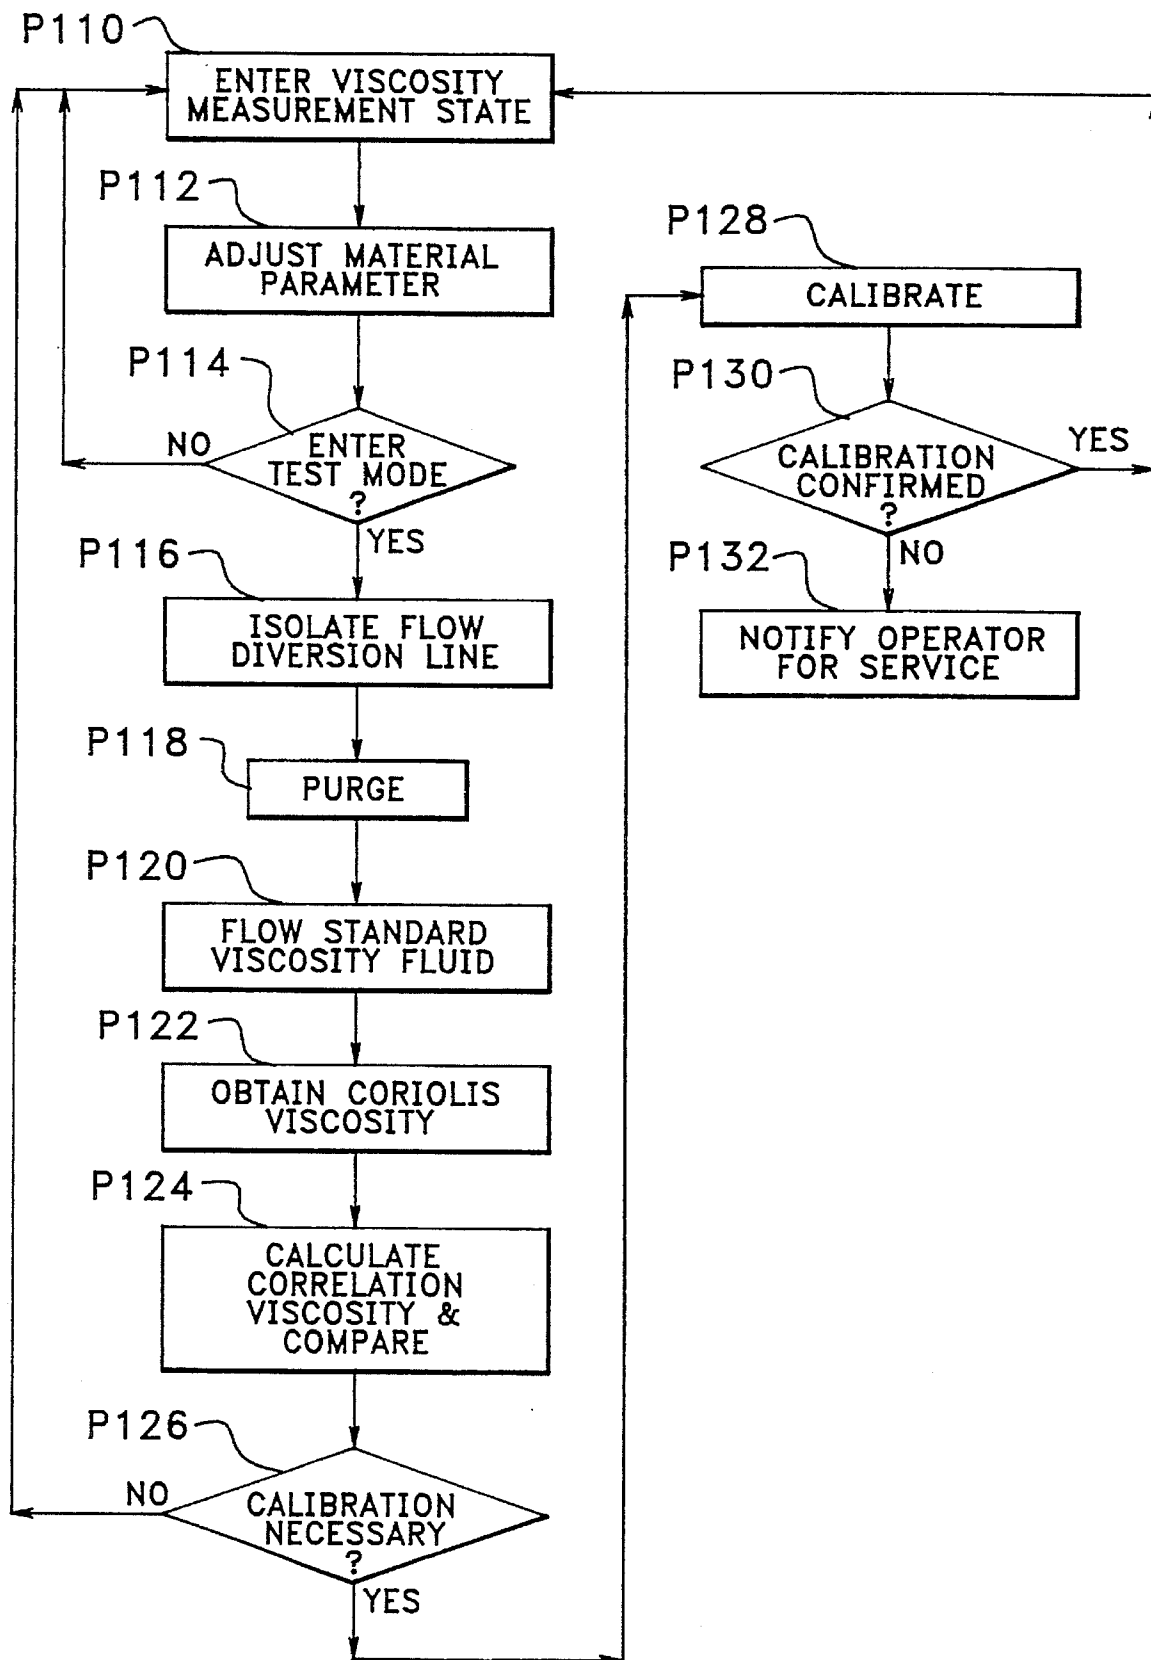 P110
ENTER VISCOSITY
MEASUREMENT STATE
P112
ADJUST MATERIAL
PARAMETER
P114
NO
ENTER
TEST MODE
?
YES
P116
ISOLATE FLOW
DIVERSION LINE
P118
PURGE
P120
FLOW STANDARD
VISCOSITY FLUID
P122
OBTAIN CORIOLIS
VISCOSITY
P124
CALCULATE
CORRELATION
VISCOSITY &
COMPARE
P126
NO
CALIBRATION
NECESSARY
?
YES
P128
CALIBRATE
P130
CALIBRATION
CONFIRMED
?
YES
NO
P132
NOTIFY OPERATOR
FOR SERVICE